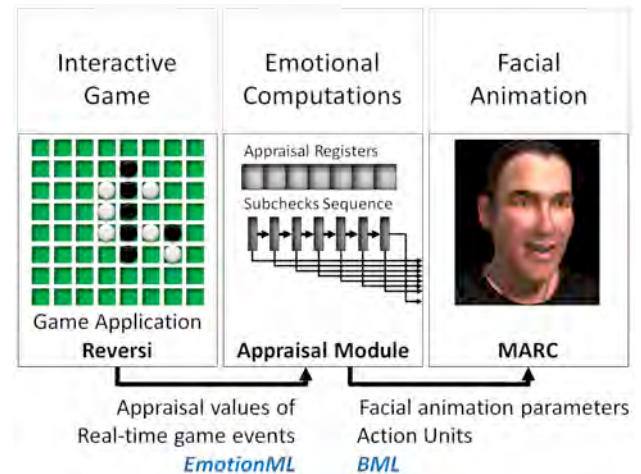 Interactive
Game
Emotional
Computations
Facial
Animation
Appraisal Registers
Subchecks Sequence
Game Application
Reversi
Appraisal Module
MARC
Appraisal values of
Real-time game events
EmotionML
Facial animation parameters
Action Units
BML